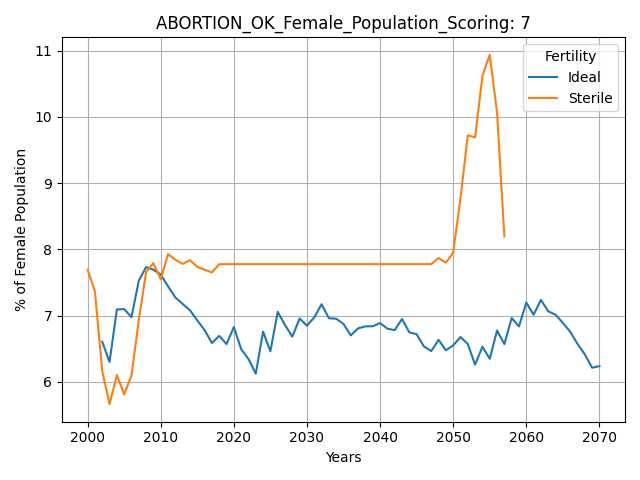 ABORTION_OK_Female_Population_Scoring: 7
Fertility
Ideal
Sterile
% of Female Population
11
10
9
8
7
6
2000 2010 2020 2030 2040 2050 2060 2070
Years